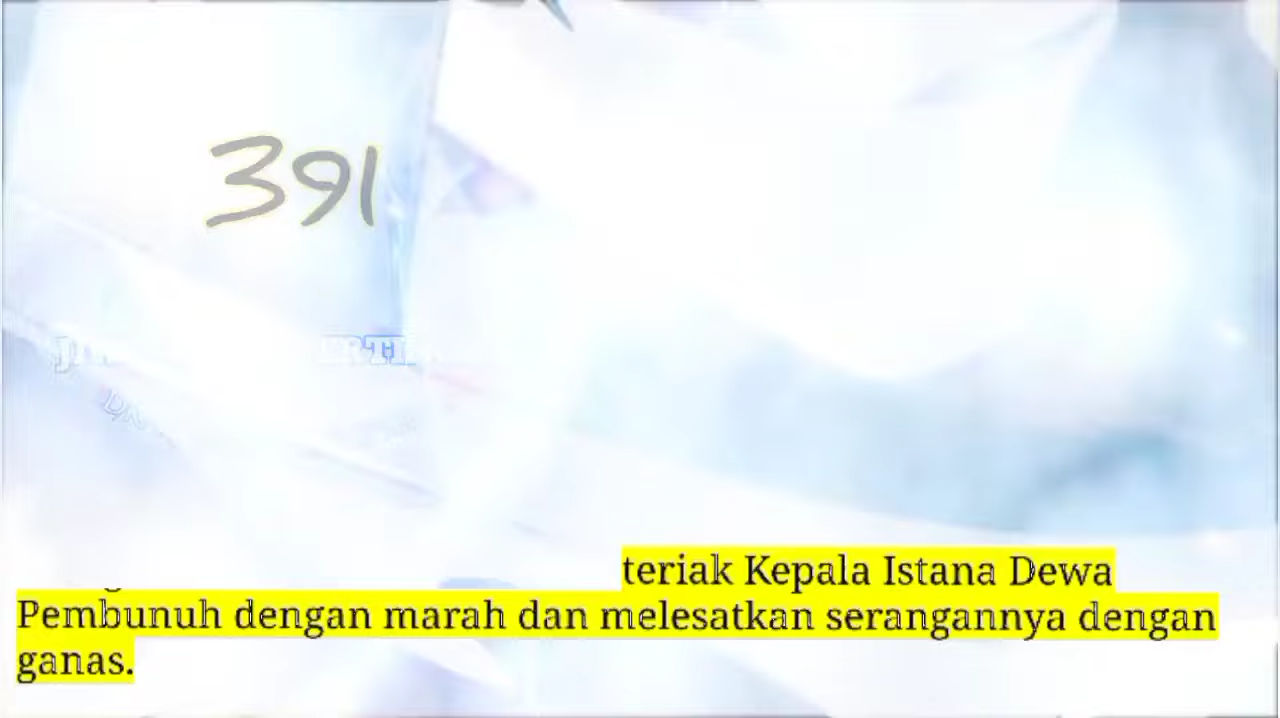 391
teriak Kepala Istana Dewa
Pembunuh dengan marah dan melesatkan serangannya dengan
ganas.